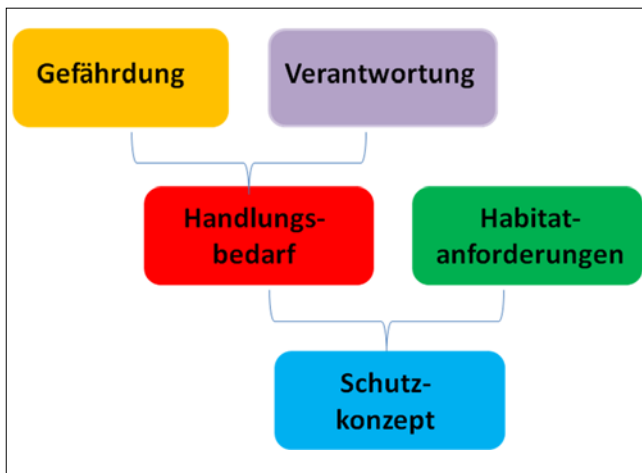 Gefährdung
Verantwortung
Handlungs-
bedarf
Habitat-
anforderungen
Schutz-
konzept